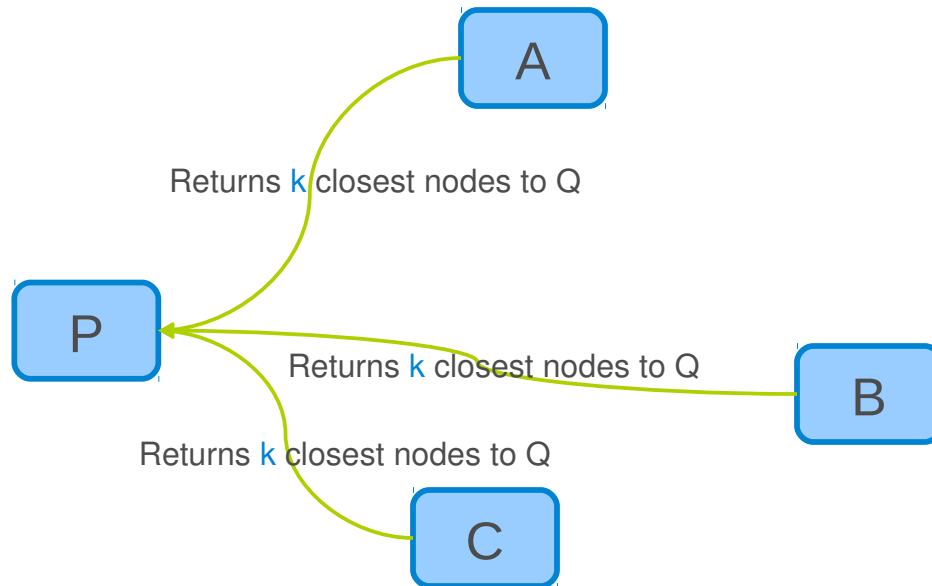 A
Returns k closest nodes to Q
P
Returns k closest nodes to Q
B
Returns k closest nodes to Q
C